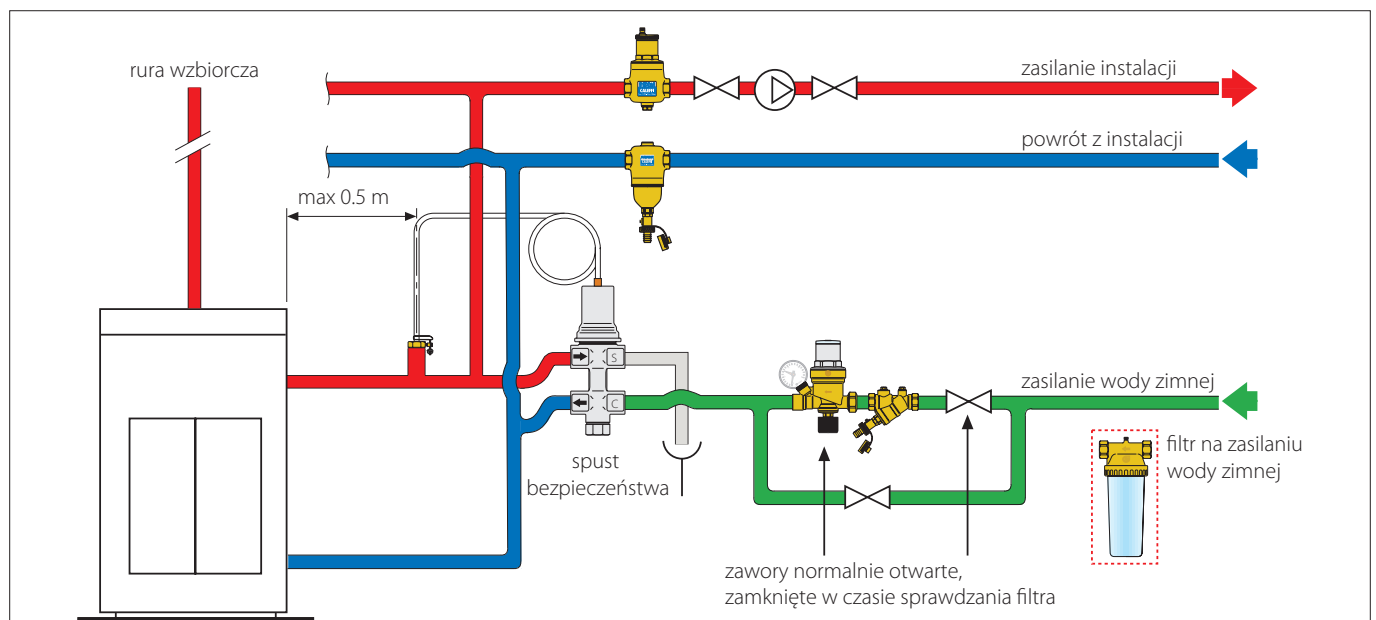 rura wzbiorcza
zasilanie instalacji
CALEFFI
powrót z instalacji
max 0.5 m
S
C
zasilanie wody zimnej
spust
bezpieczeństwa
filtr na zasilaniu
wody zimnej
zawory normalnie otwarte,
zamknięte w czasie sprawdzania filtra